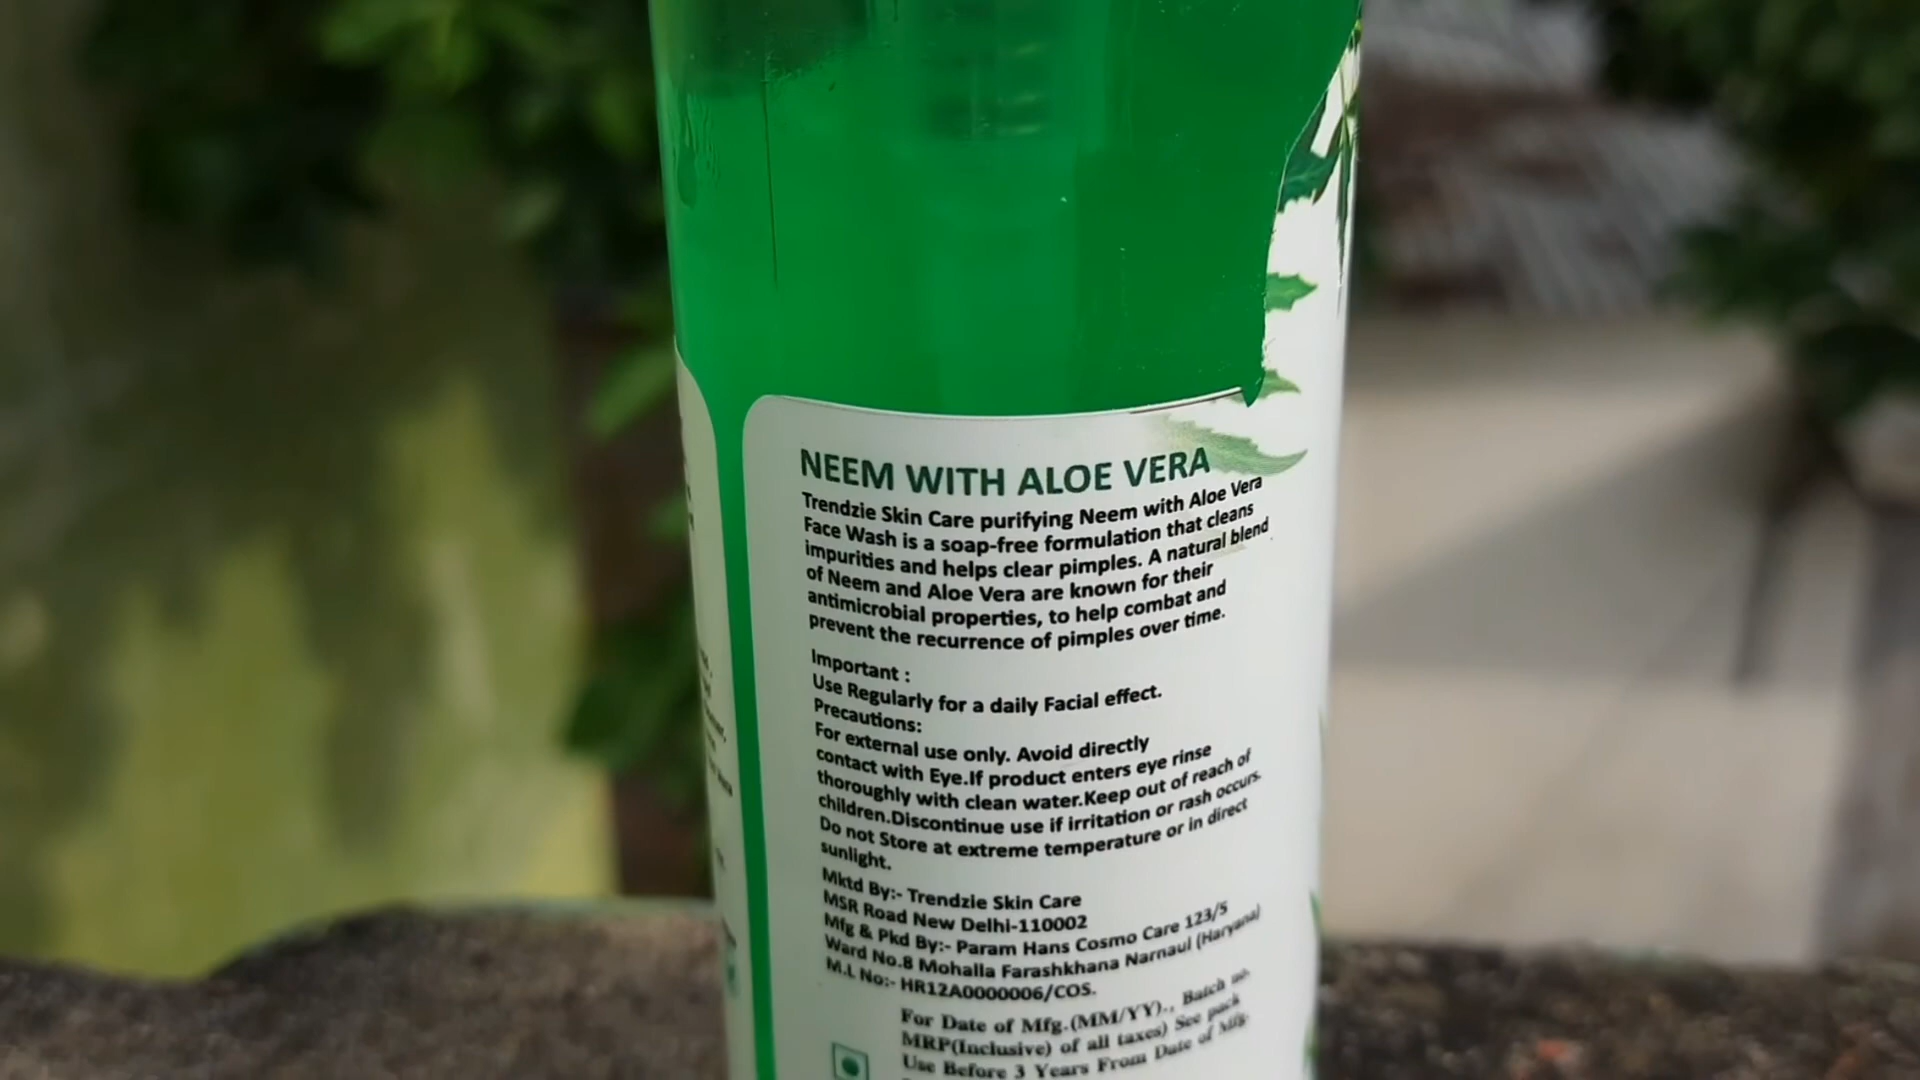 NEEM WITH ALOE VERA
Trendzie Skin Care purifying Neem with Aloe Vera
Face Wash is a soap-free formulation that cleans
impurities and helps clear pimples. A natural blend
of Neem and Aloe Vera are known for their
antimicrobial properties, to help combat and
prevent the recurrence of pimples over time.
Important :
Use Regularly for a daily Facial effect.
Precautions:
For external use only. Avoid directly
contact with Eye.If product enters eye rinse
thoroughly with clean water.Keep out of reach of
children.Discontinue use if irritation or rash occurs.
Do not Store at extreme temperature or in direct
sunlight.
Mktd By:- Trendzie Skin Care
MSR Road New Delhi-110002
Mfg & Pkd By:- Param Hans Cosmo Care 123/5
Ward No.8 Mohalla Farashkhana Narnaul (Haryana)
M.L No:- HR12A0000006/COS.
For Date of Mfg.(MM/YY)., Batch no.
MRP(Inclusive) of all taxes) See pack
Use Before 3 Years From Date of Mfg.